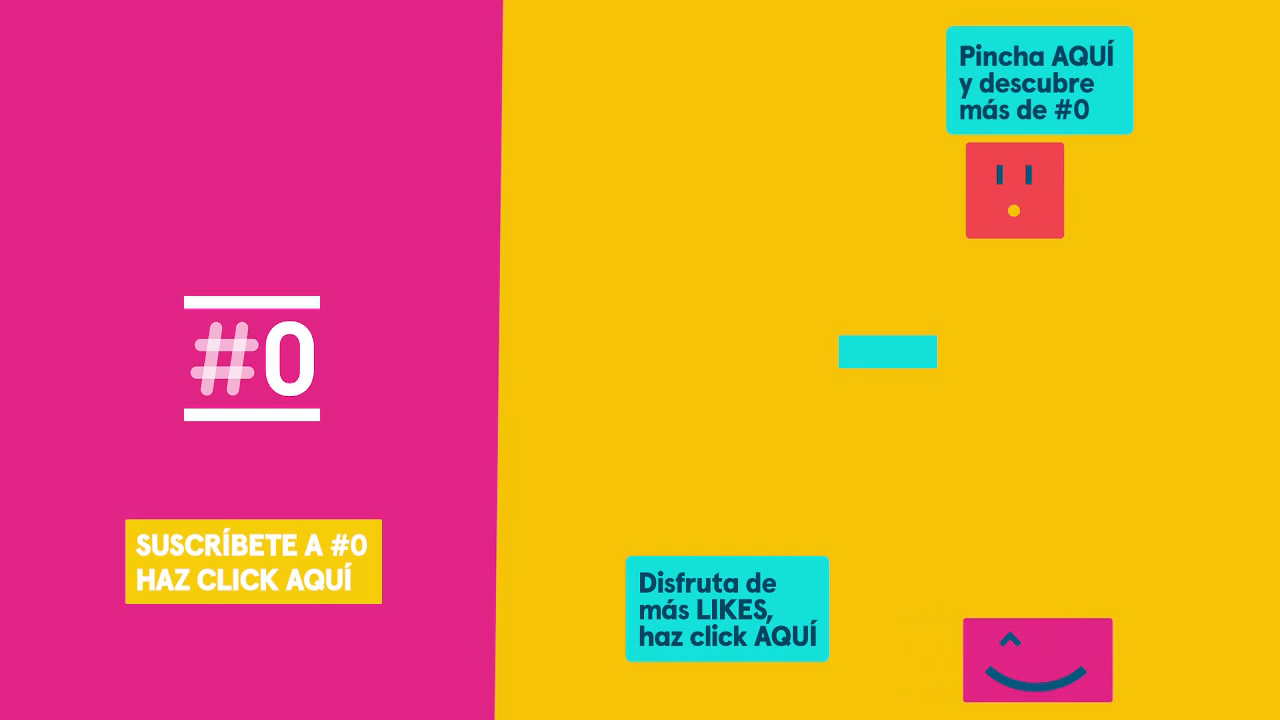 #0
SUSCRÍBETE A #0
HAZ CLICK AQUÍ
Pincha AQUÍ
y descubre
más de #0
Disfruta de
más LIKES,
haz click AQUÍ